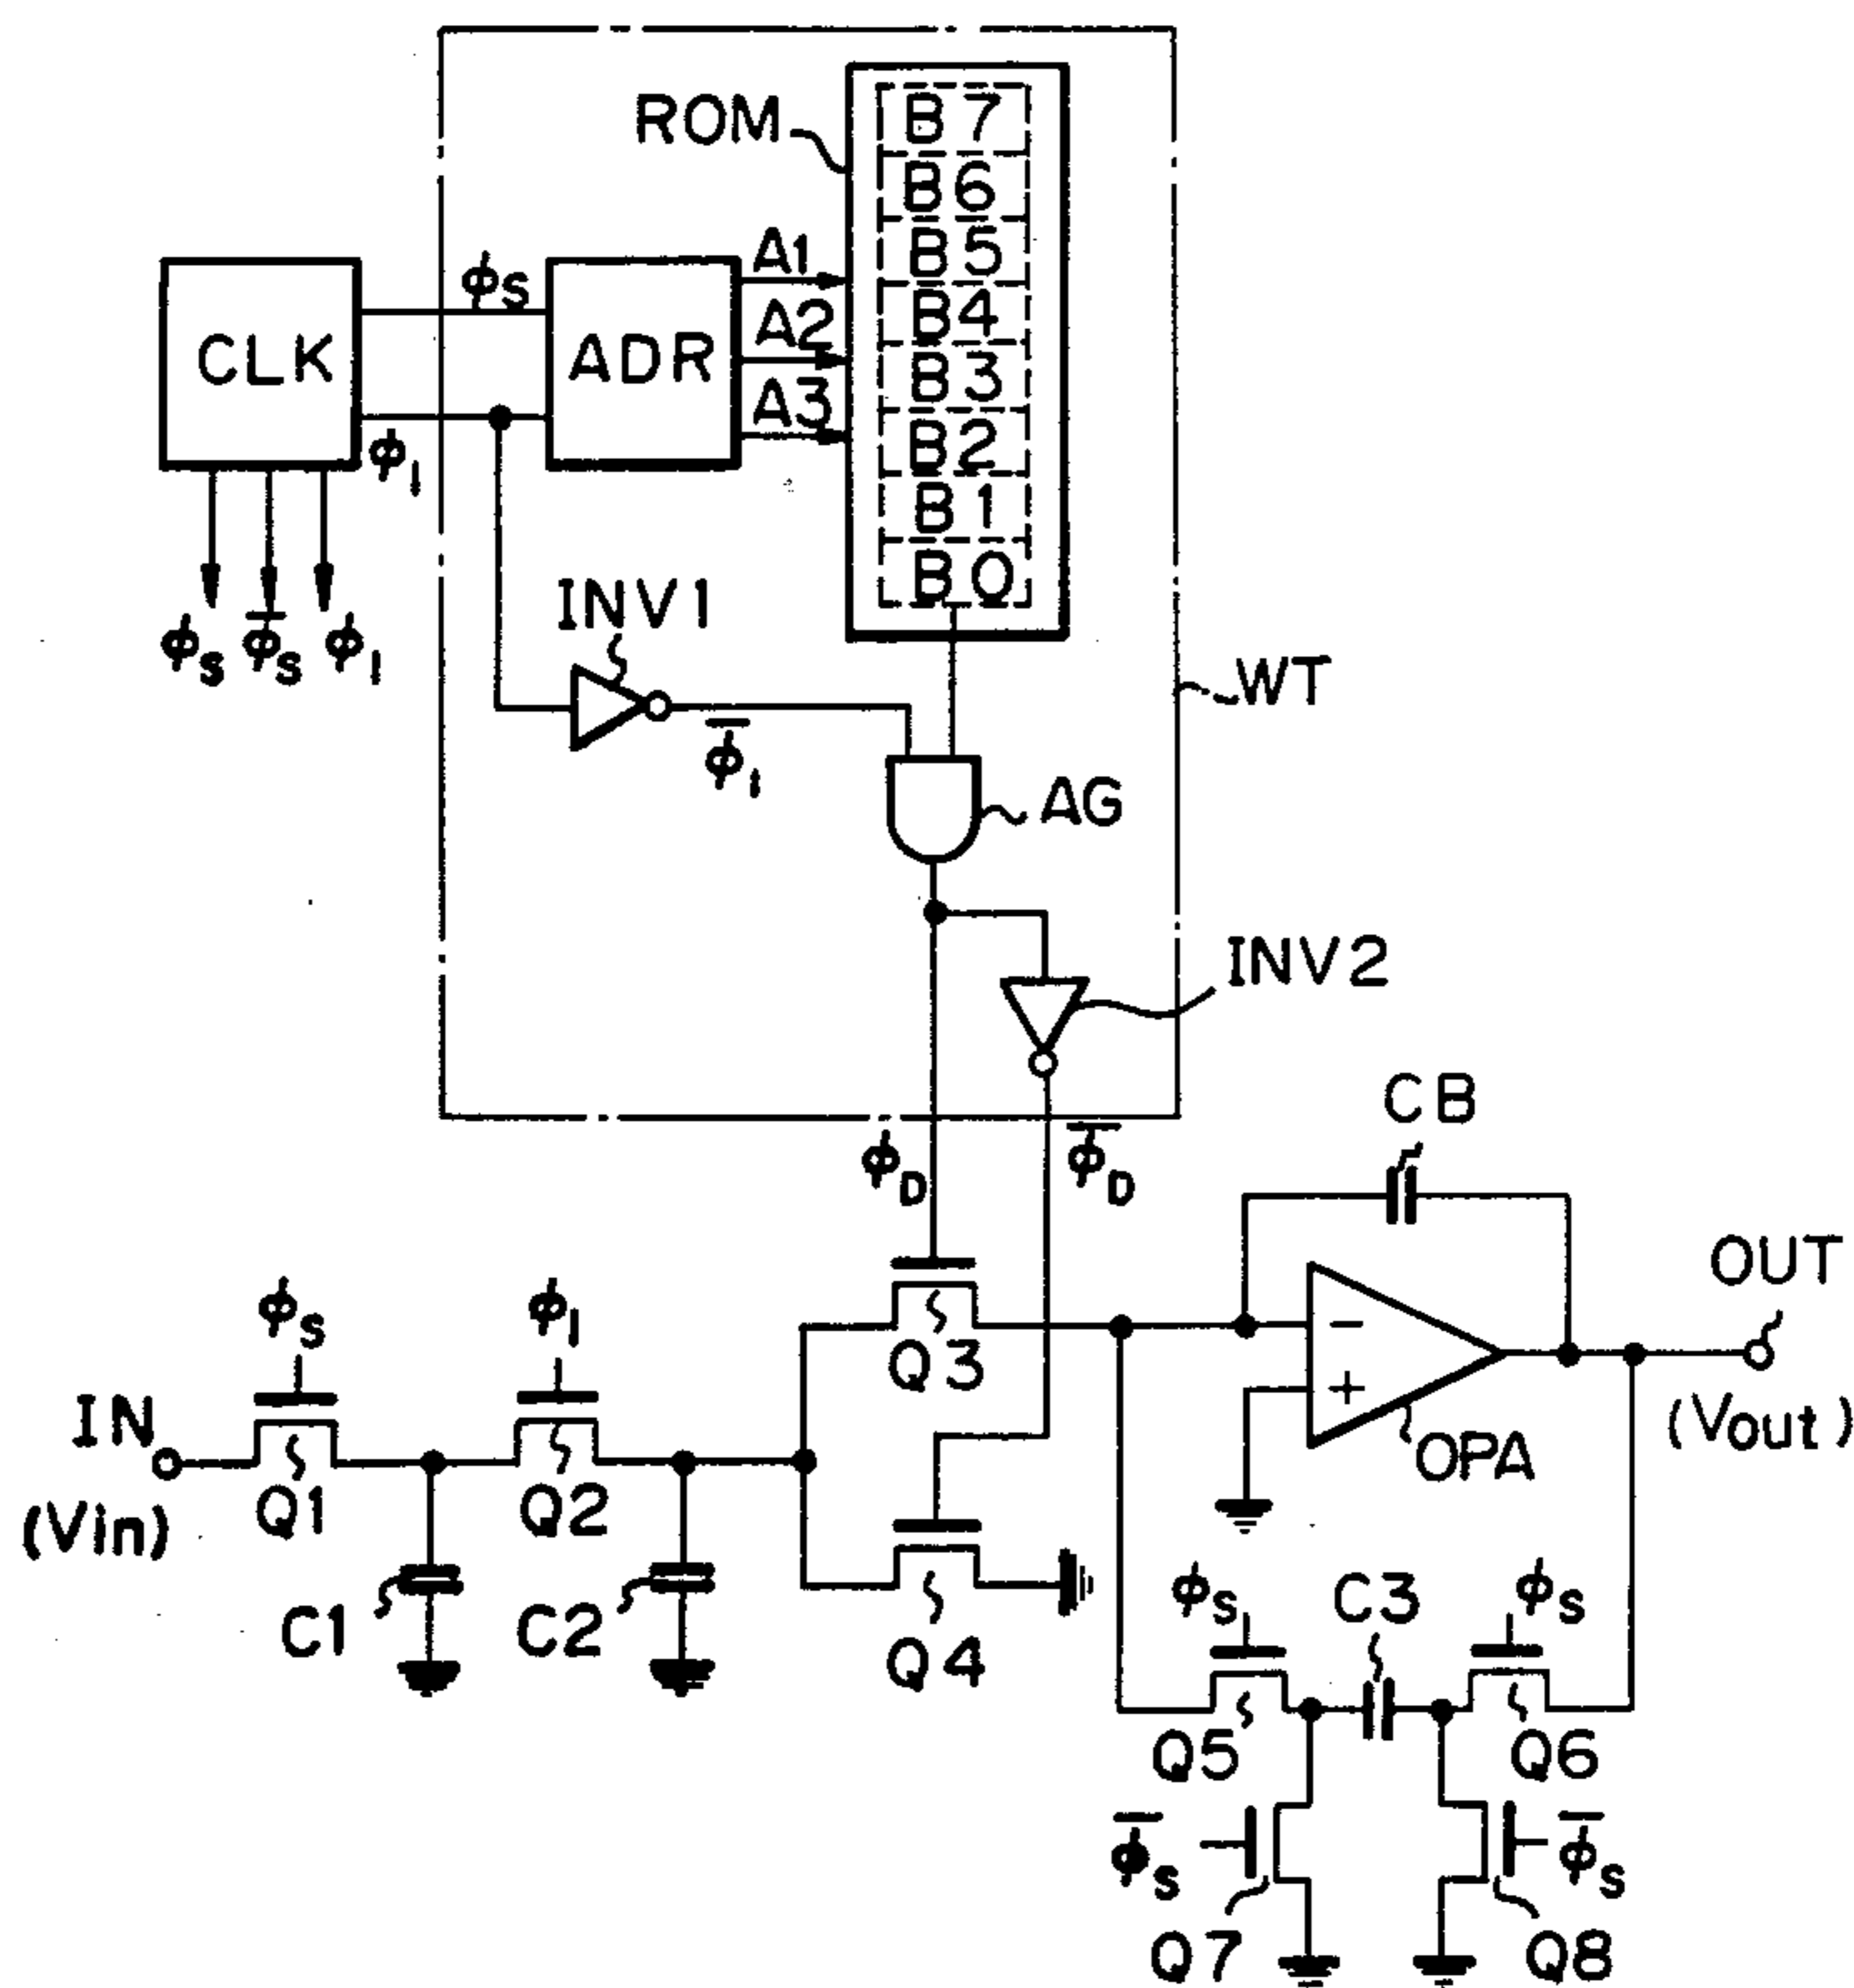 ROM
B7
B6
B5
B4
B3
B2
B1
B0
A1
A2
A3
ϕS
CLK
ADR
ϕ1
ϕS
ϕ̅S
ϕ1
INV1
WT
ϕ̅1
AG
INV2
CB
ϕD
ϕ̅D
OUT
ϕS
ϕ1
Q3
−
+
IN
OPA
(Vout)
(Vin)
Q1
Q2
ϕS
C3
ϕS
C1
C2
Q4
Q5
Q6
ϕ̅S
ϕ̅S
Q7
Q8